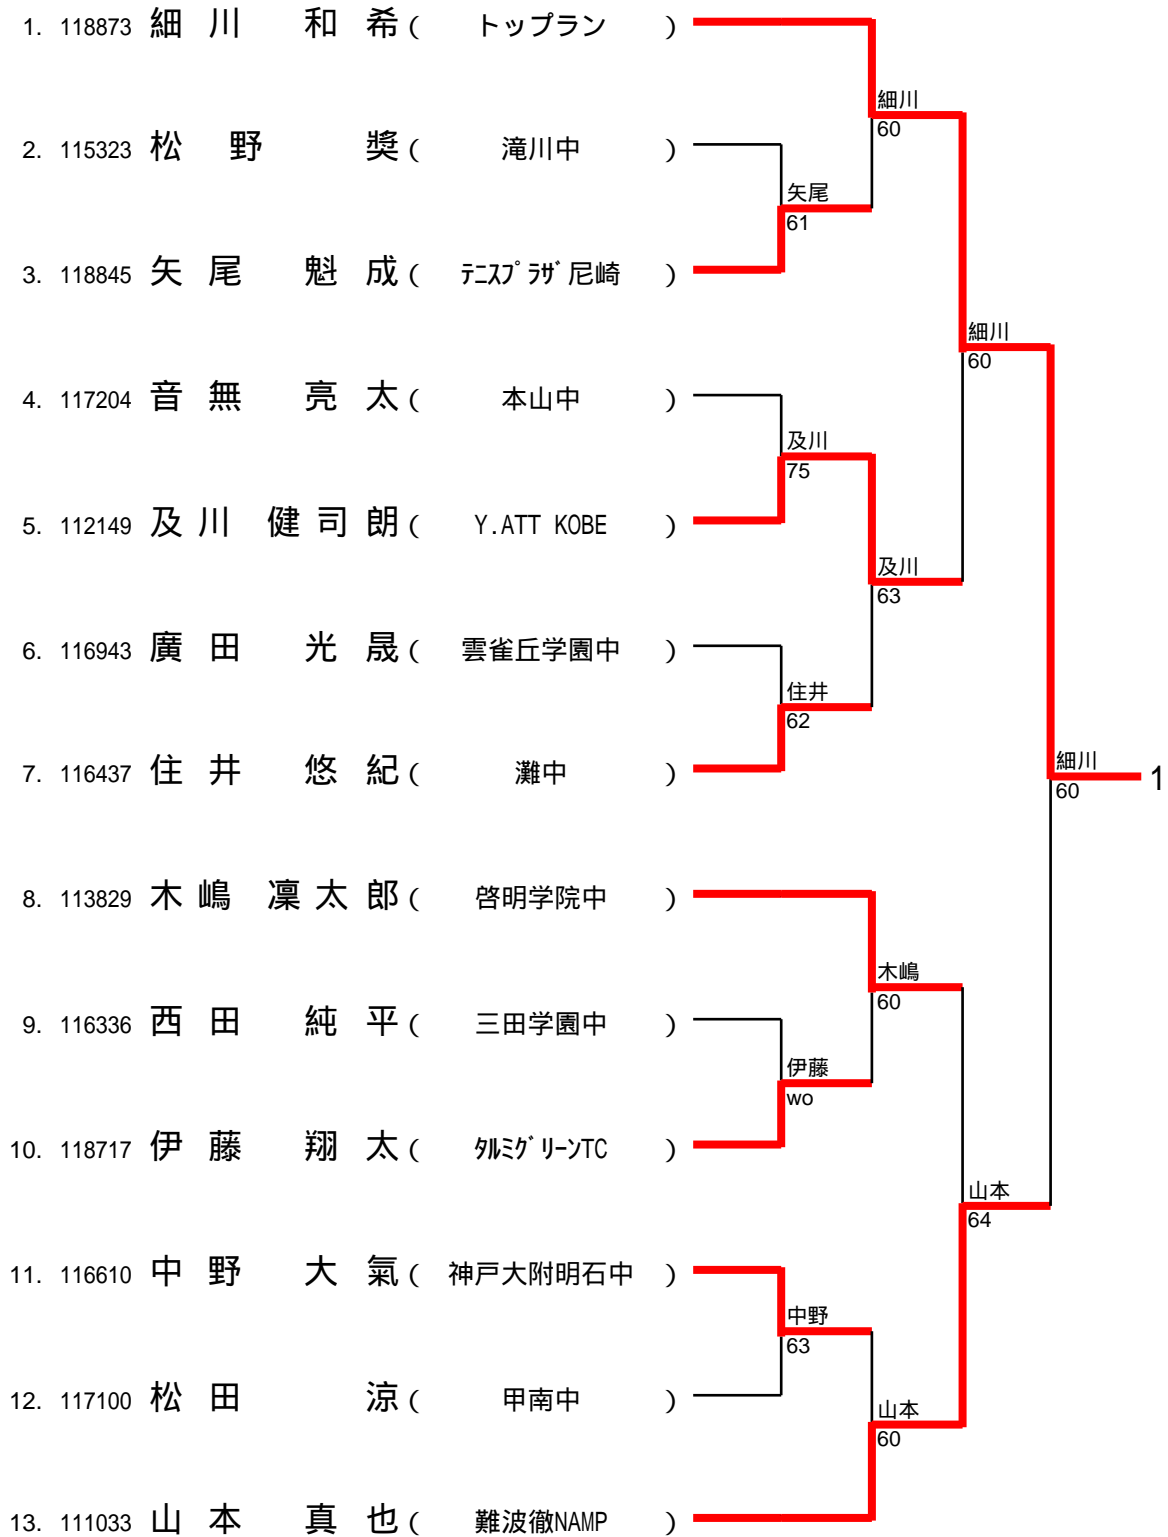 1. 118873 細川 和希 ( トップラン )
細川
60
2. 115323 松野 奬 ( 滝川中 )
矢尾
61
3. 118845 矢尾 魁成 ( ﾃﾆｽﾌﾟﾗｻﾞ尼崎 )
細川
60
4. 117204 音無 亮太 ( 本山中 )
及川
75
5. 112149 及川 健司朗 ( Y.ATT KOBE )
及川
63
6. 116943 廣田 光晟 ( 雲雀丘学園中 )
住井
62
7. 116437 住井 悠紀 ( 灘中 )
細川
60
1
8. 113829 木嶋 凜太郎 ( 啓明学院中 )
木嶋
60
9. 116336 西田 純平 ( 三田学園中 )
伊藤
wo
10. 118717 伊藤 翔太 ( ﾀﾙﾐｸﾞﾘｰﾝTC )
山本
64
11. 116610 中野 大氣 ( 神戸大附明石中 )
中野
63
12. 117100 松田 涼 ( 甲南中 )
山本
60
13. 111033 山本 真也 ( 難波徹NAMP )